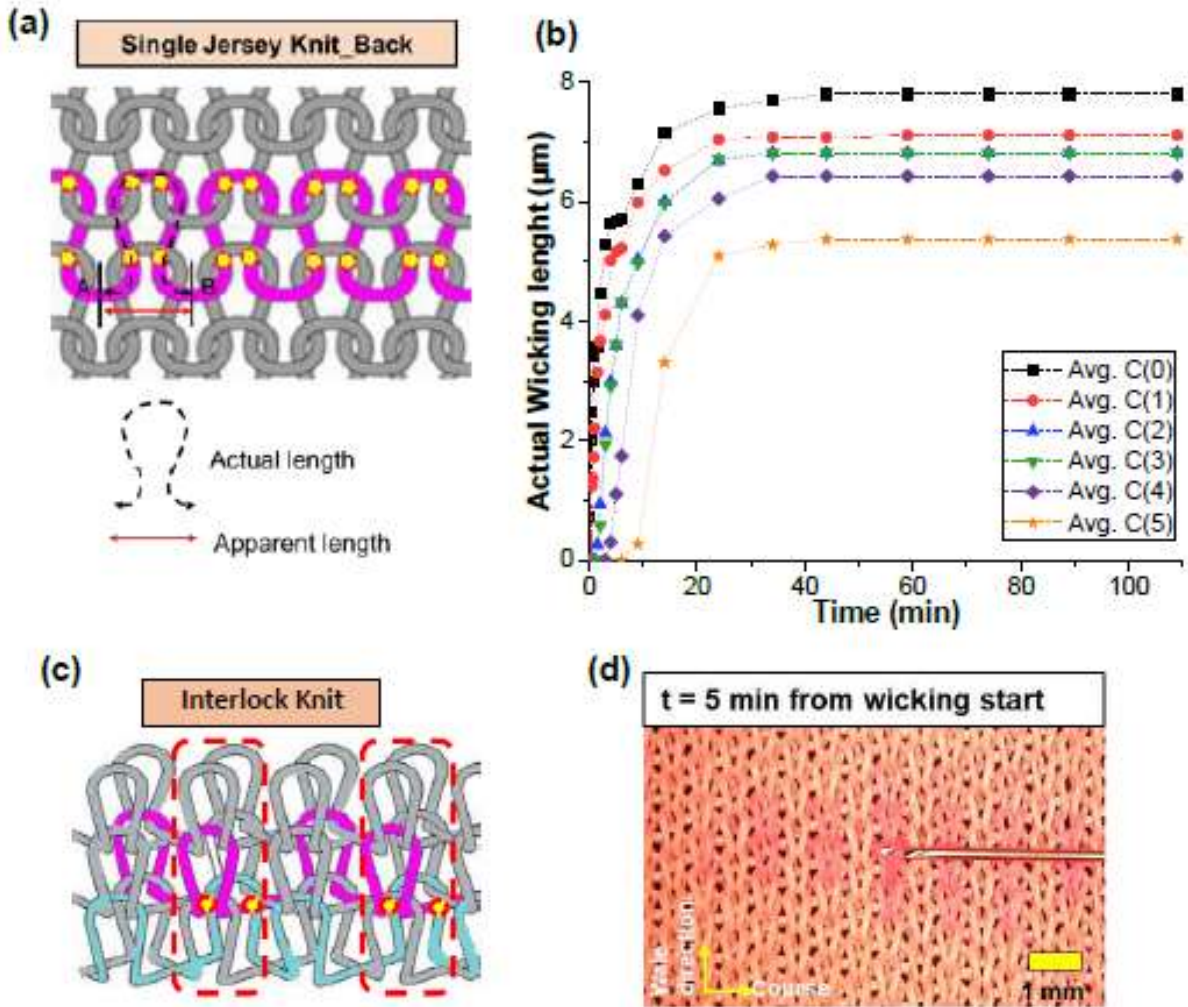 (a)
Single Jersey Knit_Back
A
B
Actual length
Apparent length
(b)
Actual Wicking lenght (µm)
8
6
4
2
0
0
20
40
60
80
100
Time (min)
Avg. C(0)
Avg. C(1)
Avg. C(2)
Avg. C(3)
Avg. C(4)
Avg. C(5)
(c)
Interlock Knit
(d)
t = 5 min from wicking start
Wale
direction
Course
1 mm